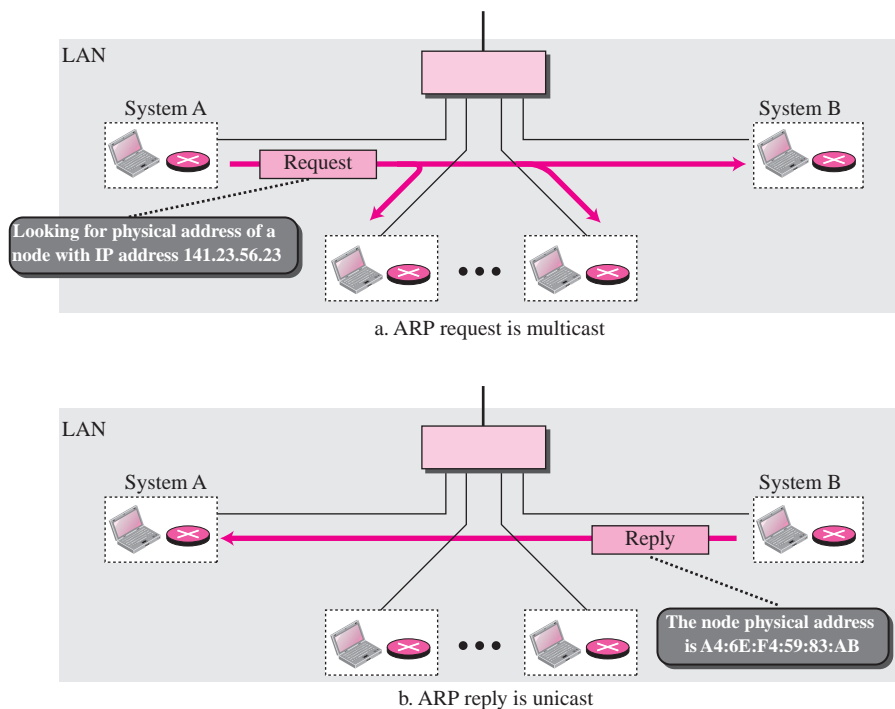 LAN
System A
System B
Request
Looking for physical address of a
node with IP address 141.23.56.23
a. ARP request is multicast
LAN
System A
System B
Reply
The node physical address
is A4:6E:F4:59:83:AB
b. ARP reply is unicast